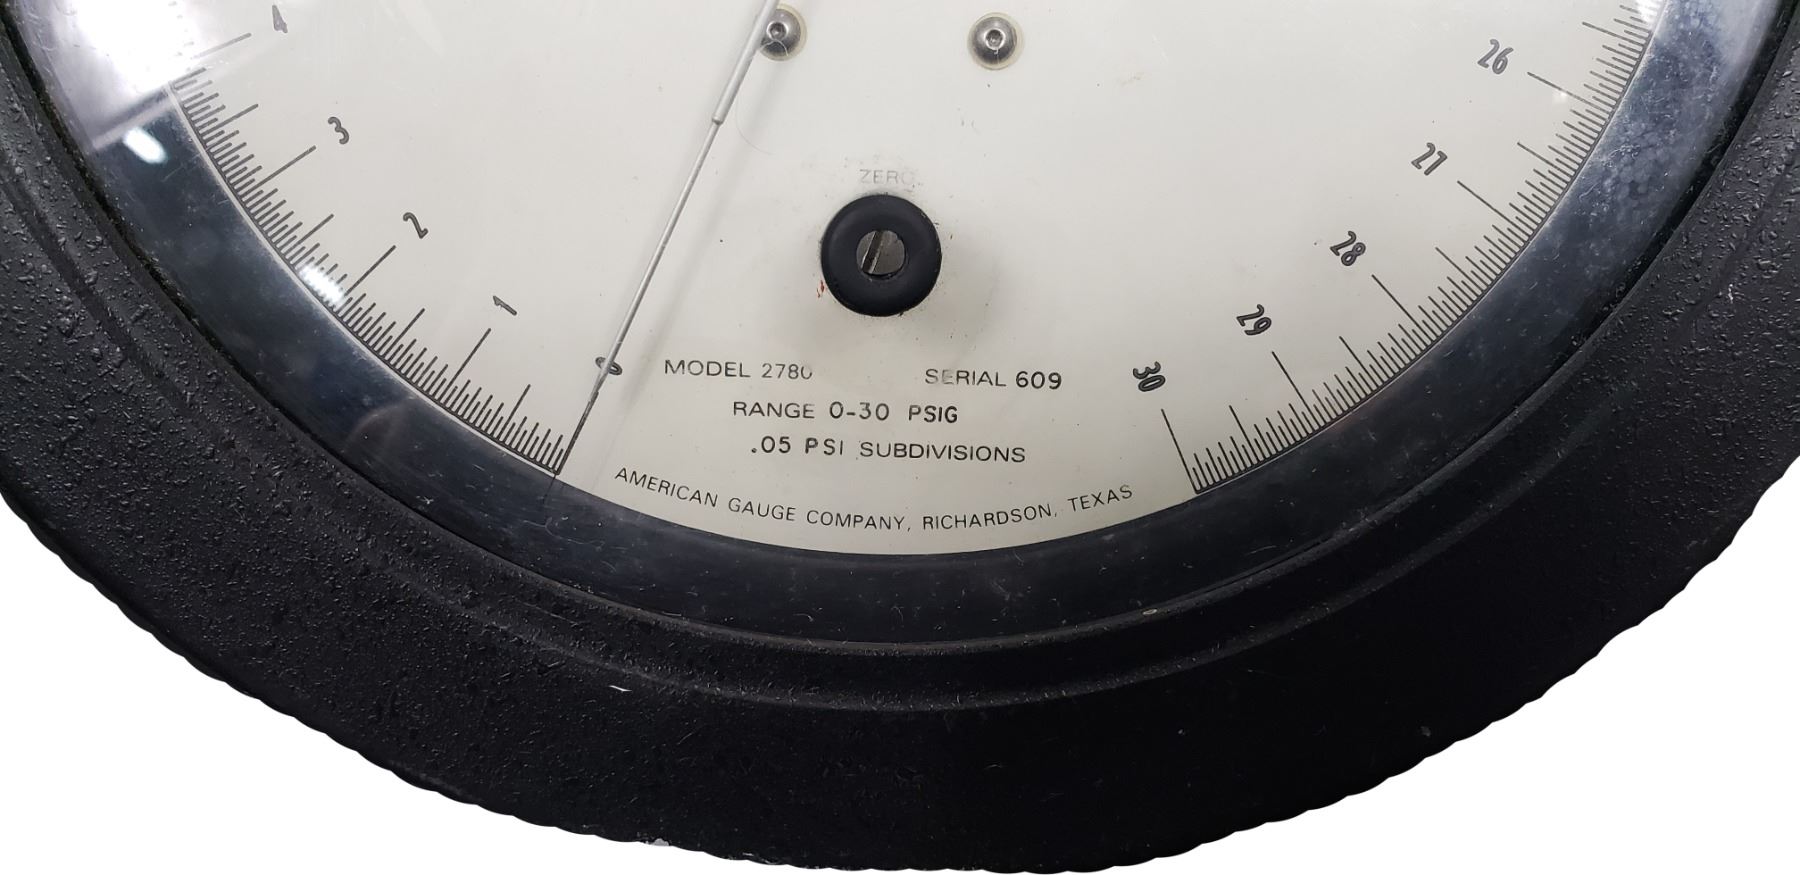 4
3
2
1
0
26
27
28
29
30
ZERO
MODEL 2780
SERIAL 609
RANGE 0-30 PSIG
.05 PSI SUBDIVISIONS
AMERICAN GAUGE COMPANY, RICHARDSON, TEXAS